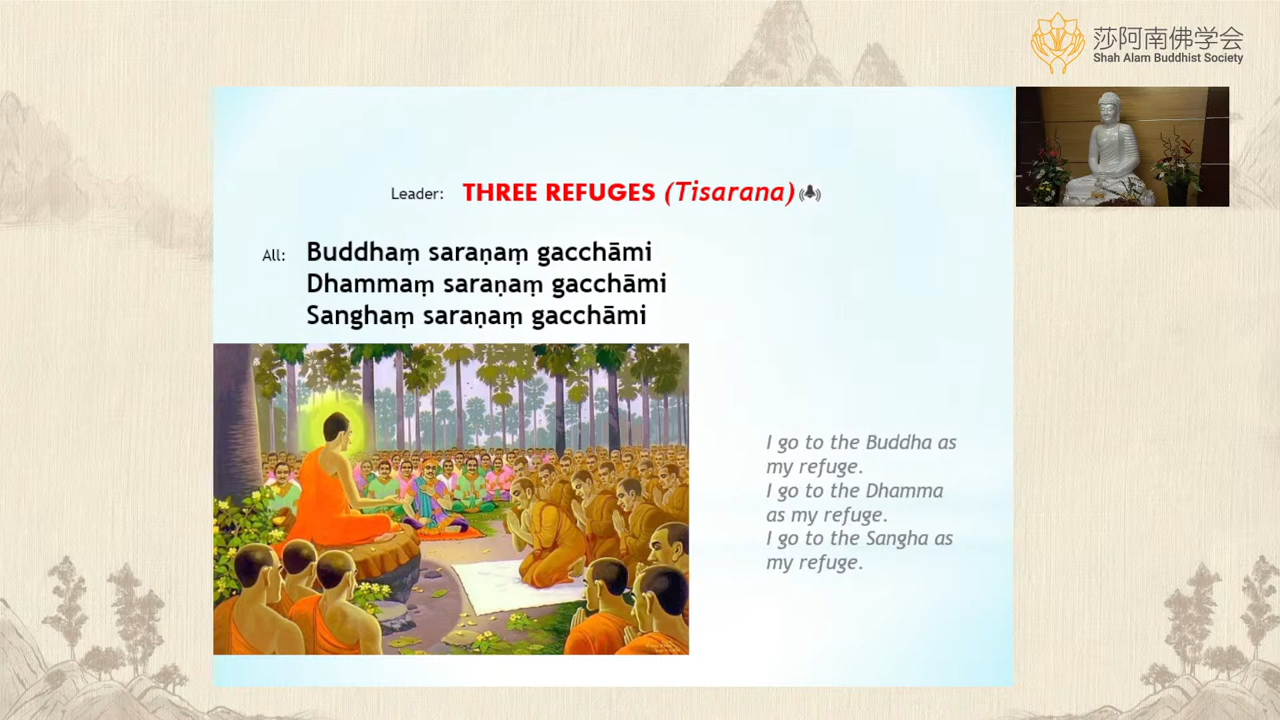 莎阿南佛学会
Shah Alam Buddhist Society
Leader: THREE REFUGES (Tisarana)
All: Buddhaṃ saraṇaṃ gacchāmi
Dhammaṃ saraṇaṃ gacchāmi
Sanghaṃ saraṇaṃ gacchāmi
I go to the Buddha as
my refuge.
I go to the Dhamma
as my refuge.
I go to the Sangha as
my refuge.